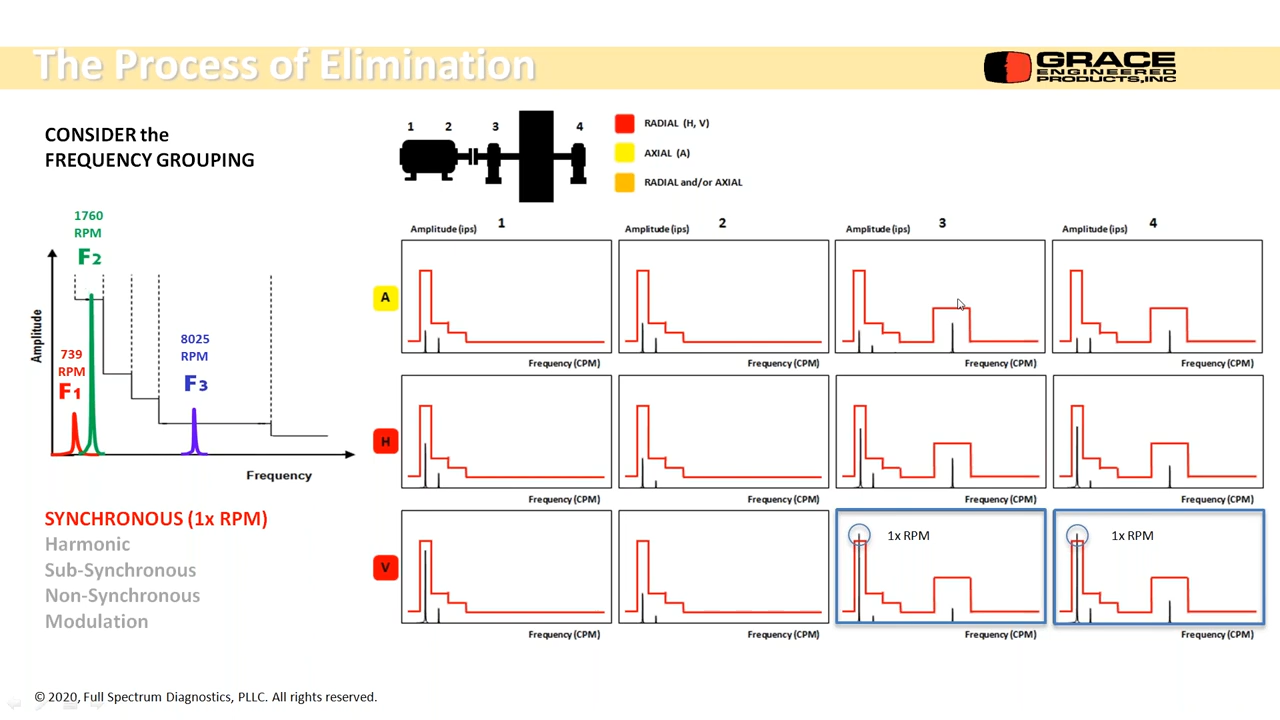 The Process of Elimination
GRACE
ENGINEERED
PRODUCTS, INC
CONSIDER the
FREQUENCY GROUPING
1 2 3 4
RADIAL (H, V)
AXIAL (A)
RADIAL and/or AXIAL
1760
RPM
F2
739
RPM
F1
8025
RPM
F3
Amplitude
Frequency
SYNCHRONOUS (1x RPM)
Harmonic
Sub-Synchronous
Non-Synchronous
Modulation
Amplitude (ips) 1
Amplitude (ips) 2
Amplitude (ips) 3
Amplitude (ips) 4
A
Frequency (CPM)
Frequency (CPM)
Frequency (CPM)
Frequency (CPM)
H
Frequency (CPM)
Frequency (CPM)
Frequency (CPM)
Frequency (CPM)
V
1x RPM
1x RPM
Frequency (CPM)
Frequency (CPM)
Frequency (CPM)
Frequency (CPM)
© 2020, Full Spectrum Diagnostics, PLLC. All rights reserved.